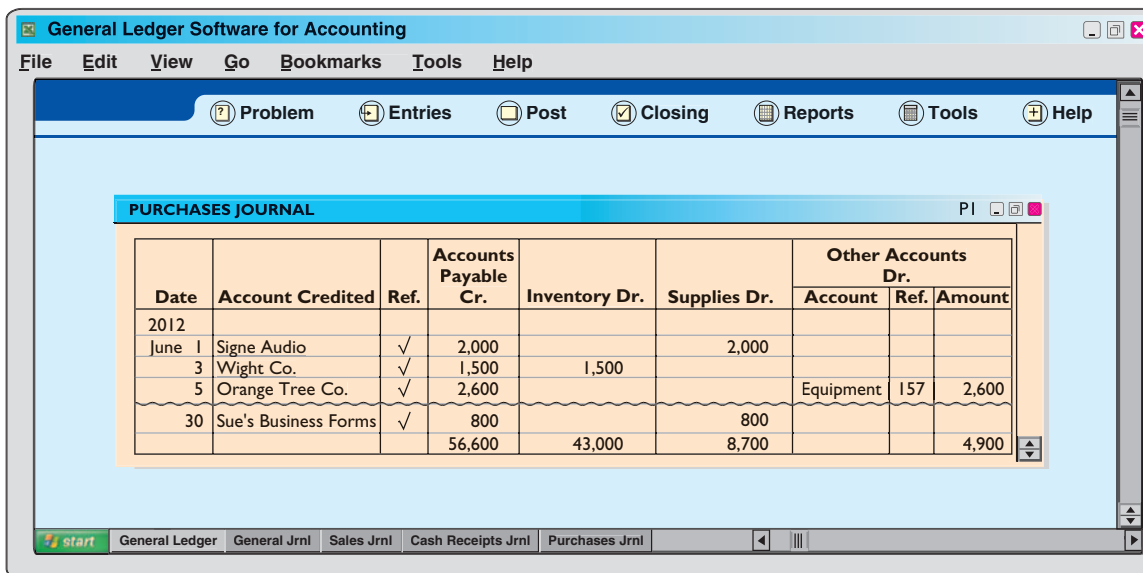 General Ledger Software for Accounting
File Edit View Go Bookmarks Tools Help
? Problem Entries Post Closing Reports Tools + Help
PURCHASES JOURNAL P1
Date Account Credited Ref. Accounts Payable Cr. Inventory Dr. Supplies Dr. Other Accounts Dr.
Account Ref. Amount
2012
June 1 Signe Audio √ 2,000 2,000
3 Wight Co. √ 1,500 1,500
5 Orange Tree Co. √ 2,600 Equipment 157 2,600
30 Sue's Business Forms √ 800 800
56,600 43,000 8,700 4,900
start General Ledger General Jrnl Sales Jrnl Cash Receipts Jrnl Purchases Jrnl